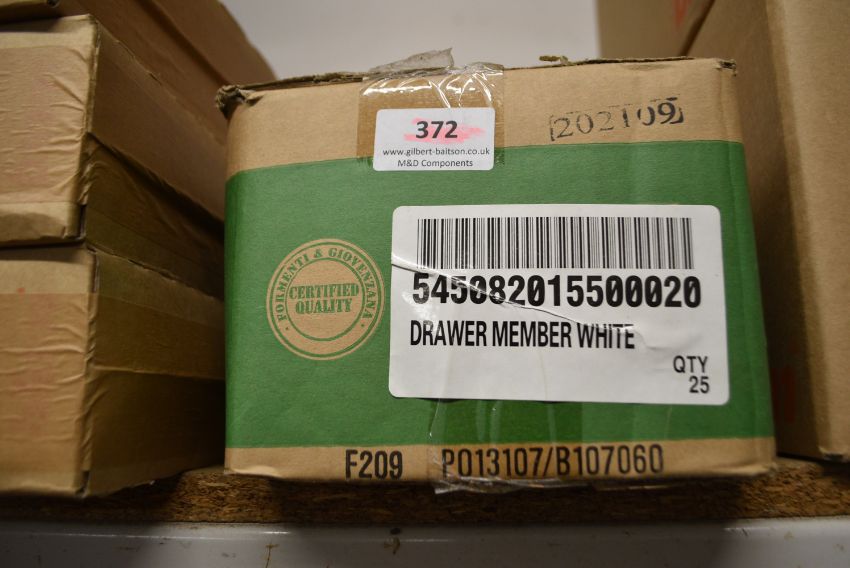 372
www.gilbert-baitson.co.uk
M&D Components
202109
FORMENTI & GIOVENZANA
CERTIFIED
QUALITY
545082015500020
DRAWER MEMBER WHITE
QTY
25
F209 PO13107/B107060